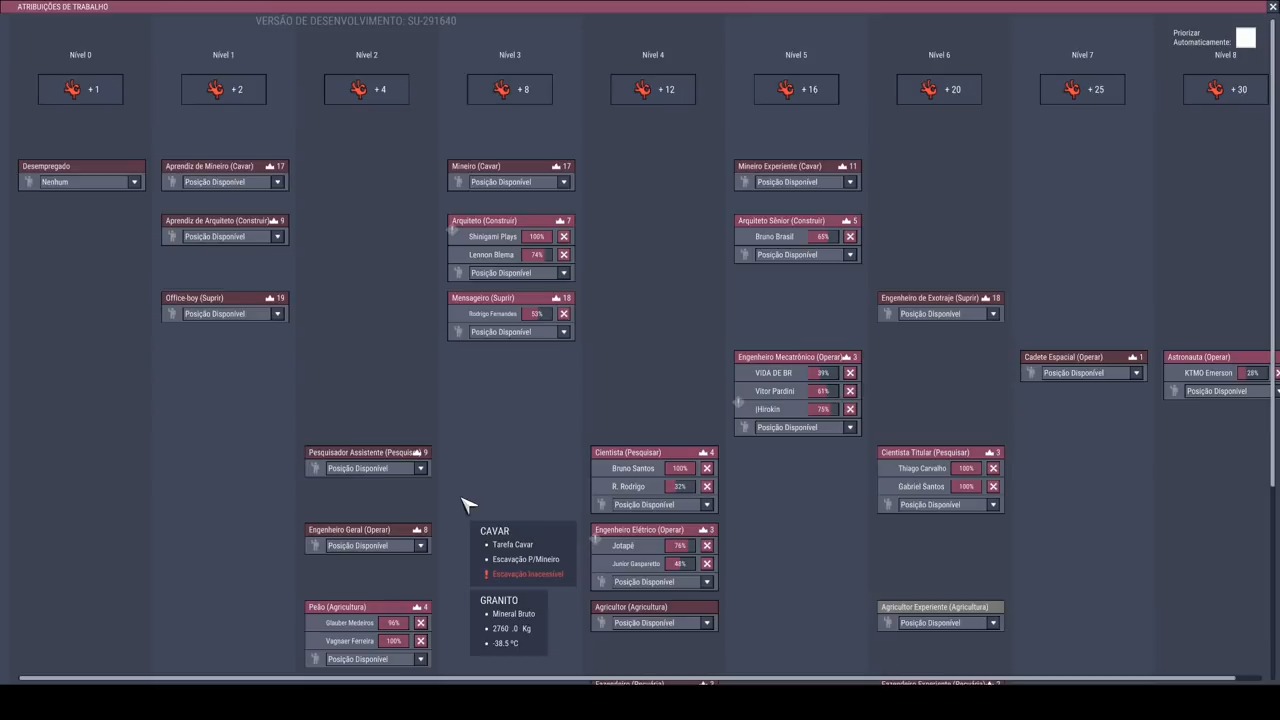 ATRIBUIÇÕES DE TRABALHO
VERSÃO DE DESENVOLVIMENTO: SU-291640
Priorizar
Automaticamente:
Nível 0
Nível 1
Nível 2
Nível 3
Nível 4
Nível 5
Nível 6
Nível 7
Nível 8
+ 1
+ 2
+ 4
+ 8
+ 12
+ 16
+ 20
+ 25
+ 30
Desempregado
Nenhum
Aprendiz de Mineiro (Cavar) 17
Posição Disponível
Mineiro (Cavar) 17
Posição Disponível
Mineiro Experiente (Cavar) 11
Posição Disponível
Aprendiz de Arquiteto (Construir) 9
Posição Disponível
Arquiteto (Construir) 7
Shinigami Plays 100%
Lennon Blema 74%
Posição Disponível
Arquiteto Sênior (Construir) 5
Bruno Brasil 65%
Posição Disponível
Office-boy (Suprir) 19
Posição Disponível
Mensageiro (Suprir) 18
Rodrigo Fernandes 53%
Posição Disponível
Engenheiro de Exotraje (Suprir) 18
Posição Disponível
Engenheiro Mecatrônico (Operar) 3
VIDA DE BR 39%
Vitor Pardini 61%
|Hirokin 75%
Posição Disponível
Cadete Espacial (Operar) 1
Posição Disponível
Astronauta (Operar)
KTMO Emerson 28%
Posição Disponível
Pesquisador Assistente (Pesquisa 9
Posição Disponível
Cientista (Pesquisar) 4
Bruno Santos 100%
R. Rodrigo 32%
Posição Disponível
Cientista Titular (Pesquisar) 3
Thiago Carvalho 100%
Gabriel Santos 100%
Posição Disponível
Engenheiro Geral (Operar) 8
Posição Disponível
Engenheiro Elétrico (Operar) 3
Jotapê 76%
Junior Gasparetto 48%
Posição Disponível
CAVAR
Tarefa Cavar
Escavação P/Mineiro
Escavação Inacessível
GRANITO
Mineral Bruto
2760 .0 Kg
-38.5 ºC
Peão (Agricultura) 4
Glauber Medeiros 96%
Vagnaer Ferreira 100%
Posição Disponível
Agricultor (Agricultura)
Posição Disponível
Agricultor Experiente (Agricultura)
Posição Disponível